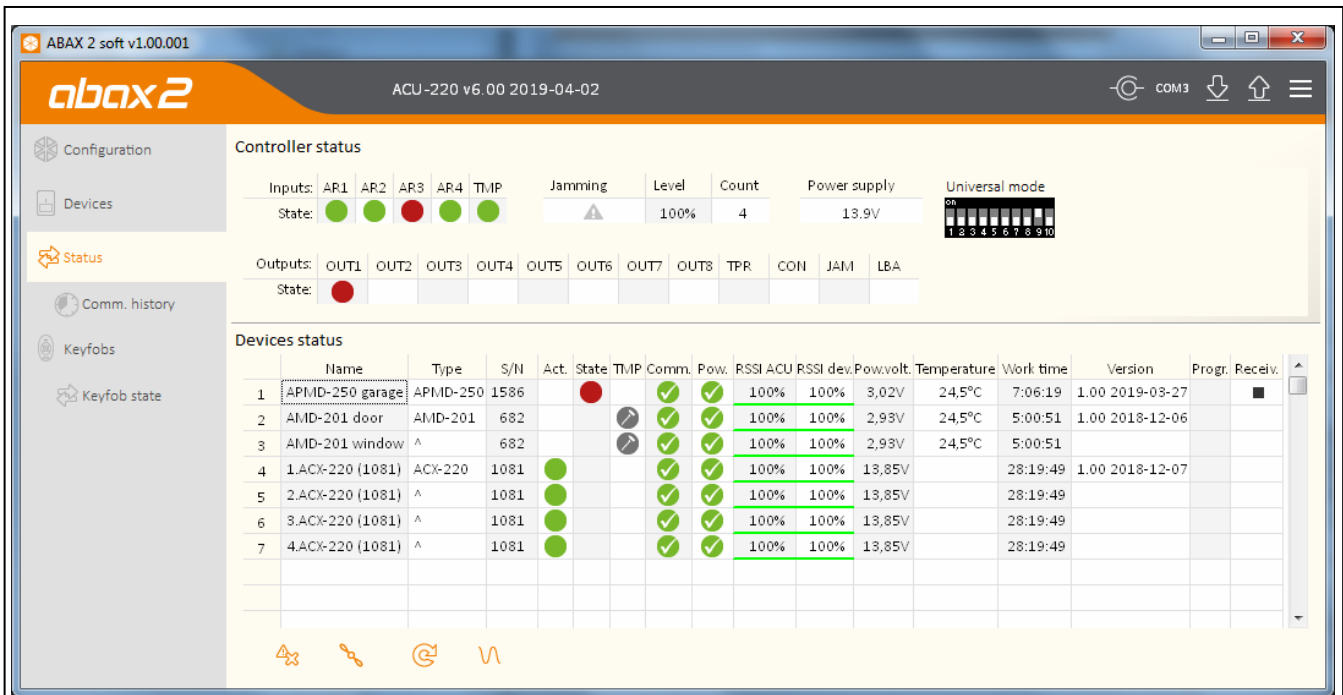 ABAX 2 soft v1.00.001
abax2 ACU-220 v6.00 2019-04-02 COM3
Configuration
Devices
Status
Comm. history
Keyfobs
Keyfob state
Controller status
Inputs: AR1 AR2 AR3 AR4 TMP Jamming Level Count Power supply Universal mode
State: 100% 4 13.9V
on
1 2 3 4 5 6 7 8 9 10
Outputs: OUT1 OUT2 OUT3 OUT4 OUT5 OUT6 OUT7 OUT8 TPR CON JAM LBA
State:
Devices status
Name Type S/N Act. State TMP Comm. Pow. RSSI ACU RSSI dev. Pow.volt. Temperature Work time Version Progr. Receiv.
1 APMD-250 garage APMD-250 1586 100% 100% 3,02V 24,5°C 7:06:19 1.00 2019-03-27
2 AMD-201 door AMD-201 682 100% 100% 2,93V 24,5°C 5:00:51 1.00 2018-12-06
3 AMD-201 window ^ 682 100% 100% 2,93V 24,5°C 5:00:51
4 1.ACX-220 (1081) ACX-220 1081 100% 100% 13,85V 28:19:49 1.00 2018-12-07
5 2.ACX-220 (1081) ^ 1081 100% 100% 13,85V 28:19:49
6 3.ACX-220 (1081) ^ 1081 100% 100% 13,85V 28:19:49
7 4.ACX-220 (1081) ^ 1081 100% 100% 13,85V 28:19:49